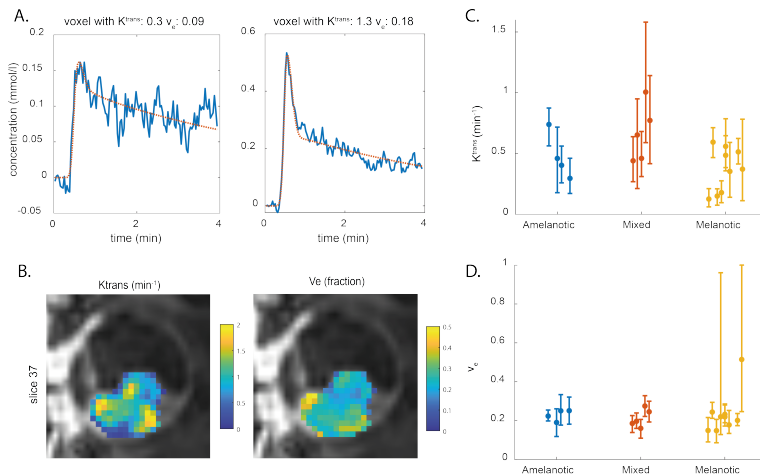 A.
voxel with Ktrans: 0.3 ve: 0.09
voxel with Ktrans: 1.3 ve: 0.18
concentration (mmol/l)
0.2
0.15
0.1
0.05
0
-0.05
0
2
4
time (min)
0.6
0.4
0.2
0
0
2
4
time (min)
B.
Ktrans (min-1)
Ve (fraction)
slice 37
2
1.5
1
0.5
0
0.5
0.4
0.3
0.2
0.1
0
C.
Ktrans (min-1)
1.5
1
0.5
0
Amelanotic
Mixed
Melanotic
D.
ve
1
0.8
0.6
0.4
0.2
0
Amelanotic
Mixed
Melanotic